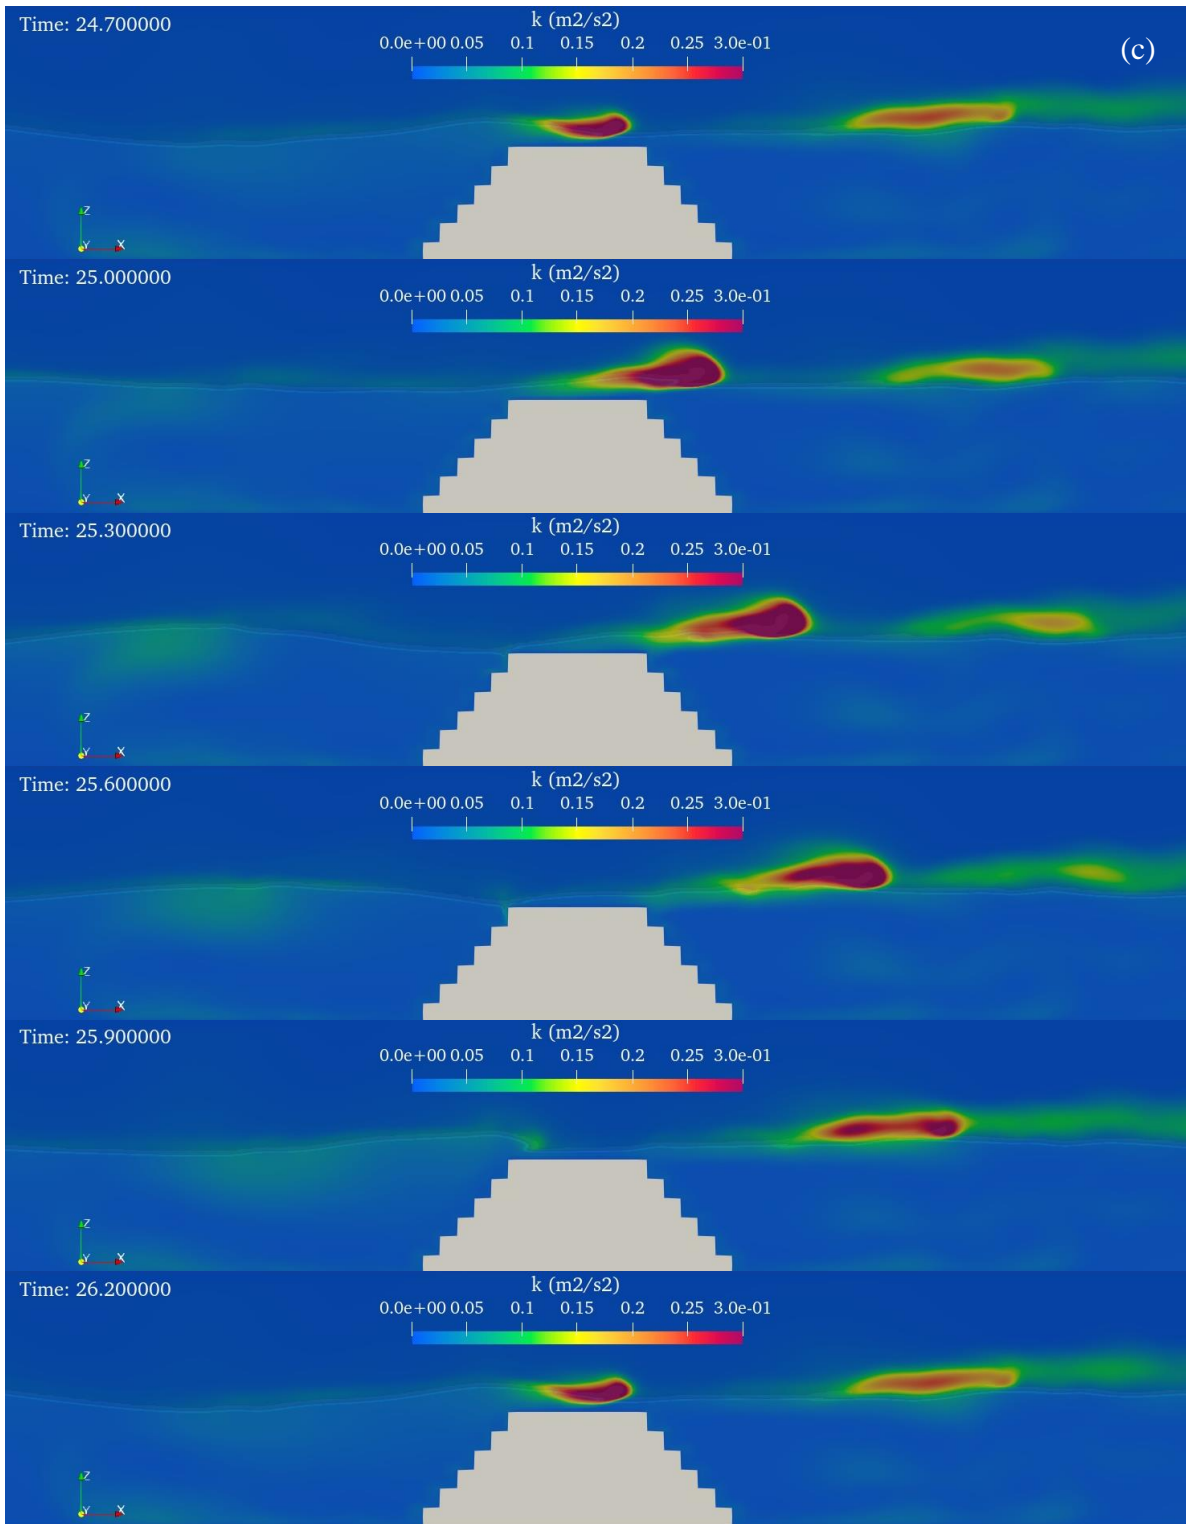 Time: 24.700000
k (m2/s2)
(c)
0.0e+00 0.05 0.1 0.15 0.2 0.25 3.0e-01
Z
Y X
Time: 25.000000
k (m2/s2)
0.0e+00 0.05 0.1 0.15 0.2 0.25 3.0e-01
Z
Y X
Time: 25.300000
k (m2/s2)
0.0e+00 0.05 0.1 0.15 0.2 0.25 3.0e-01
Z
Y X
Time: 25.600000
k (m2/s2)
0.0e+00 0.05 0.1 0.15 0.2 0.25 3.0e-01
Z
Y X
Time: 25.900000
k (m2/s2)
0.0e+00 0.05 0.1 0.15 0.2 0.25 3.0e-01
Z
Y X
Time: 26.200000
k (m2/s2)
0.0e+00 0.05 0.1 0.15 0.2 0.25 3.0e-01
Z
Y X